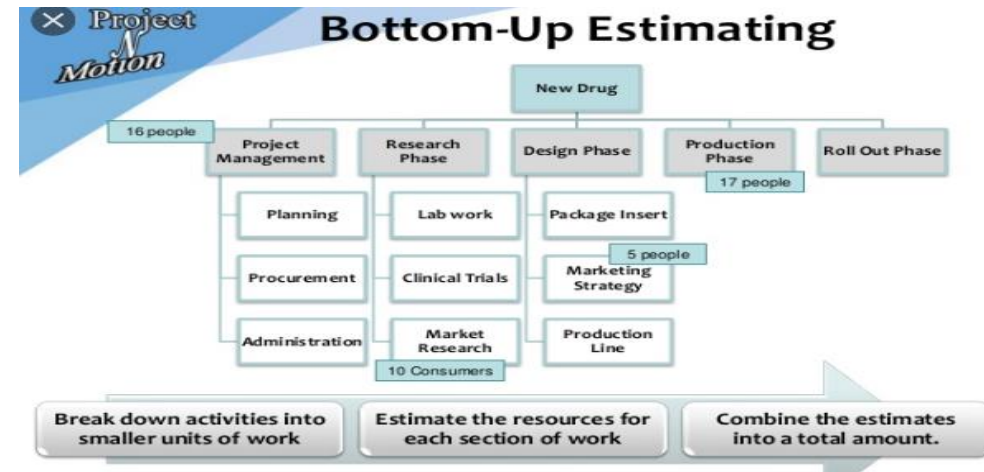 Project
N
Motion
Bottom-Up Estimating
New Drug
16 people
Project
Management
Research
Phase
Design Phase
Production
Phase
Roll Out Phase
17 people
Planning
Lab work
Package Insert
5 people
Procurement
Clinical Trials
Marketing
Strategy
Administration
Market
Research
Production
Line
10 Consumers
Break down activities into
smaller units of work
Estimate the resources for
each section of work
Combine the estimates
into a total amount.